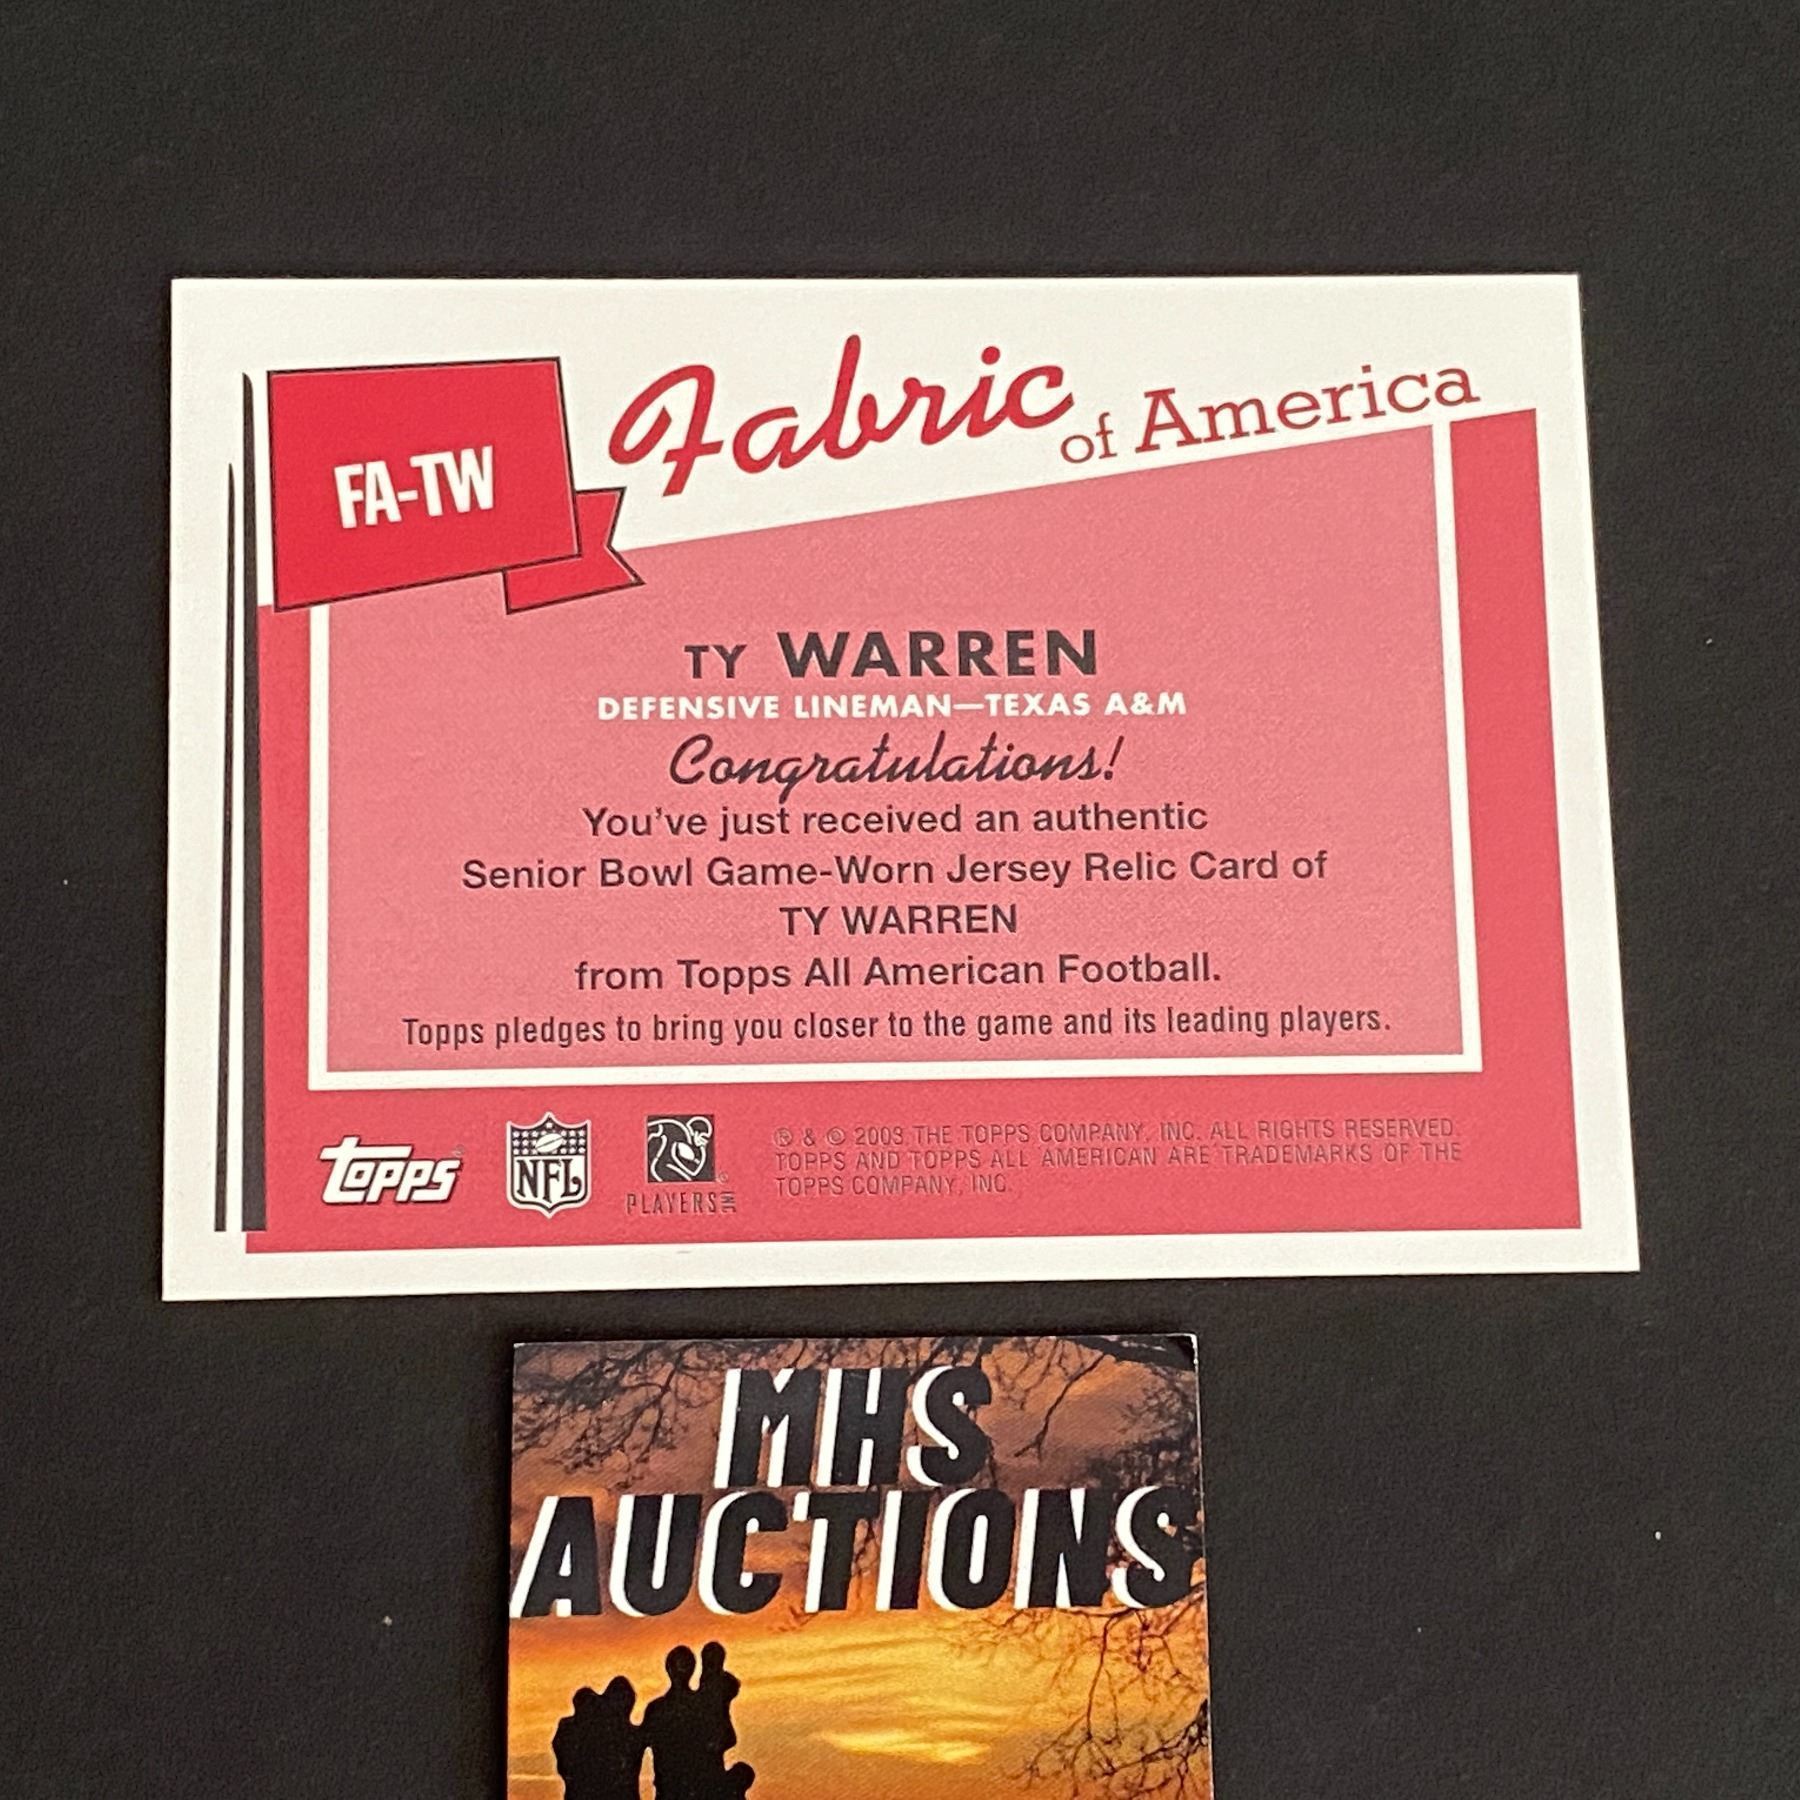 FA-TW
Fabric
of America
TY WARREN
DEFENSIVE LINEMAN—TEXAS A&M
Congratulations!
You've just received an authentic
Senior Bowl Game-Worn Jersey Relic Card of
TY WARREN
from Topps All American Football.
Topps pledges to bring you closer to the game and its leading players.
topps
NFL
PLAYERS INC
® & © 2003 THE TOPPS COMPANY, INC. ALL RIGHTS RESERVED.
TOPPS AND TOPPS ALL AMERICAN ARE TRADEMARKS OF THE
TOPPS COMPANY, INC.
MHS
AUCTIONS